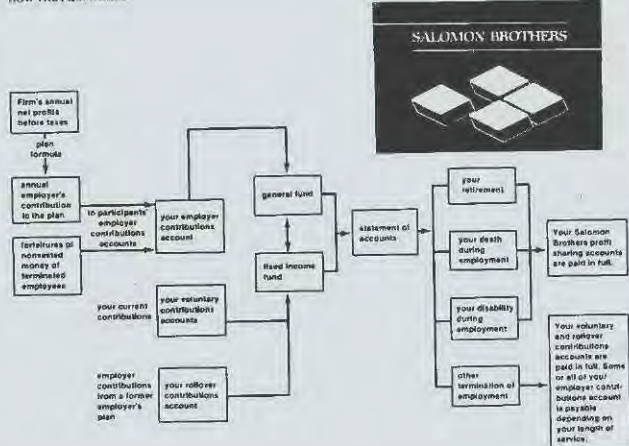 SALOMON BROTHERS
Firm's annual
net profits
before taxes
plan
formula
annual
employer's
contribution
to the plan
forfeitures of
nonvested
money of
terminated
employees
to participants'
employer
contributions
accounts
your employer
contributions
account
your current
contributions
your voluntary
contributions
accounts
employer
contributions
from a former
employer's
plan
your rollover
contributions
account
general fund
fixed income
fund
statement of
accounts
your
retirement
your death
during
employment
your disability
during
employment
other
termination of
employment
Your Salomon
Brothers profit
sharing accounts
are paid in full.
Your voluntary
and rollover
contributions
accounts are
paid in full. Some
or all of your
employer contri-
butions account
is payable
depending on
your length of
service.